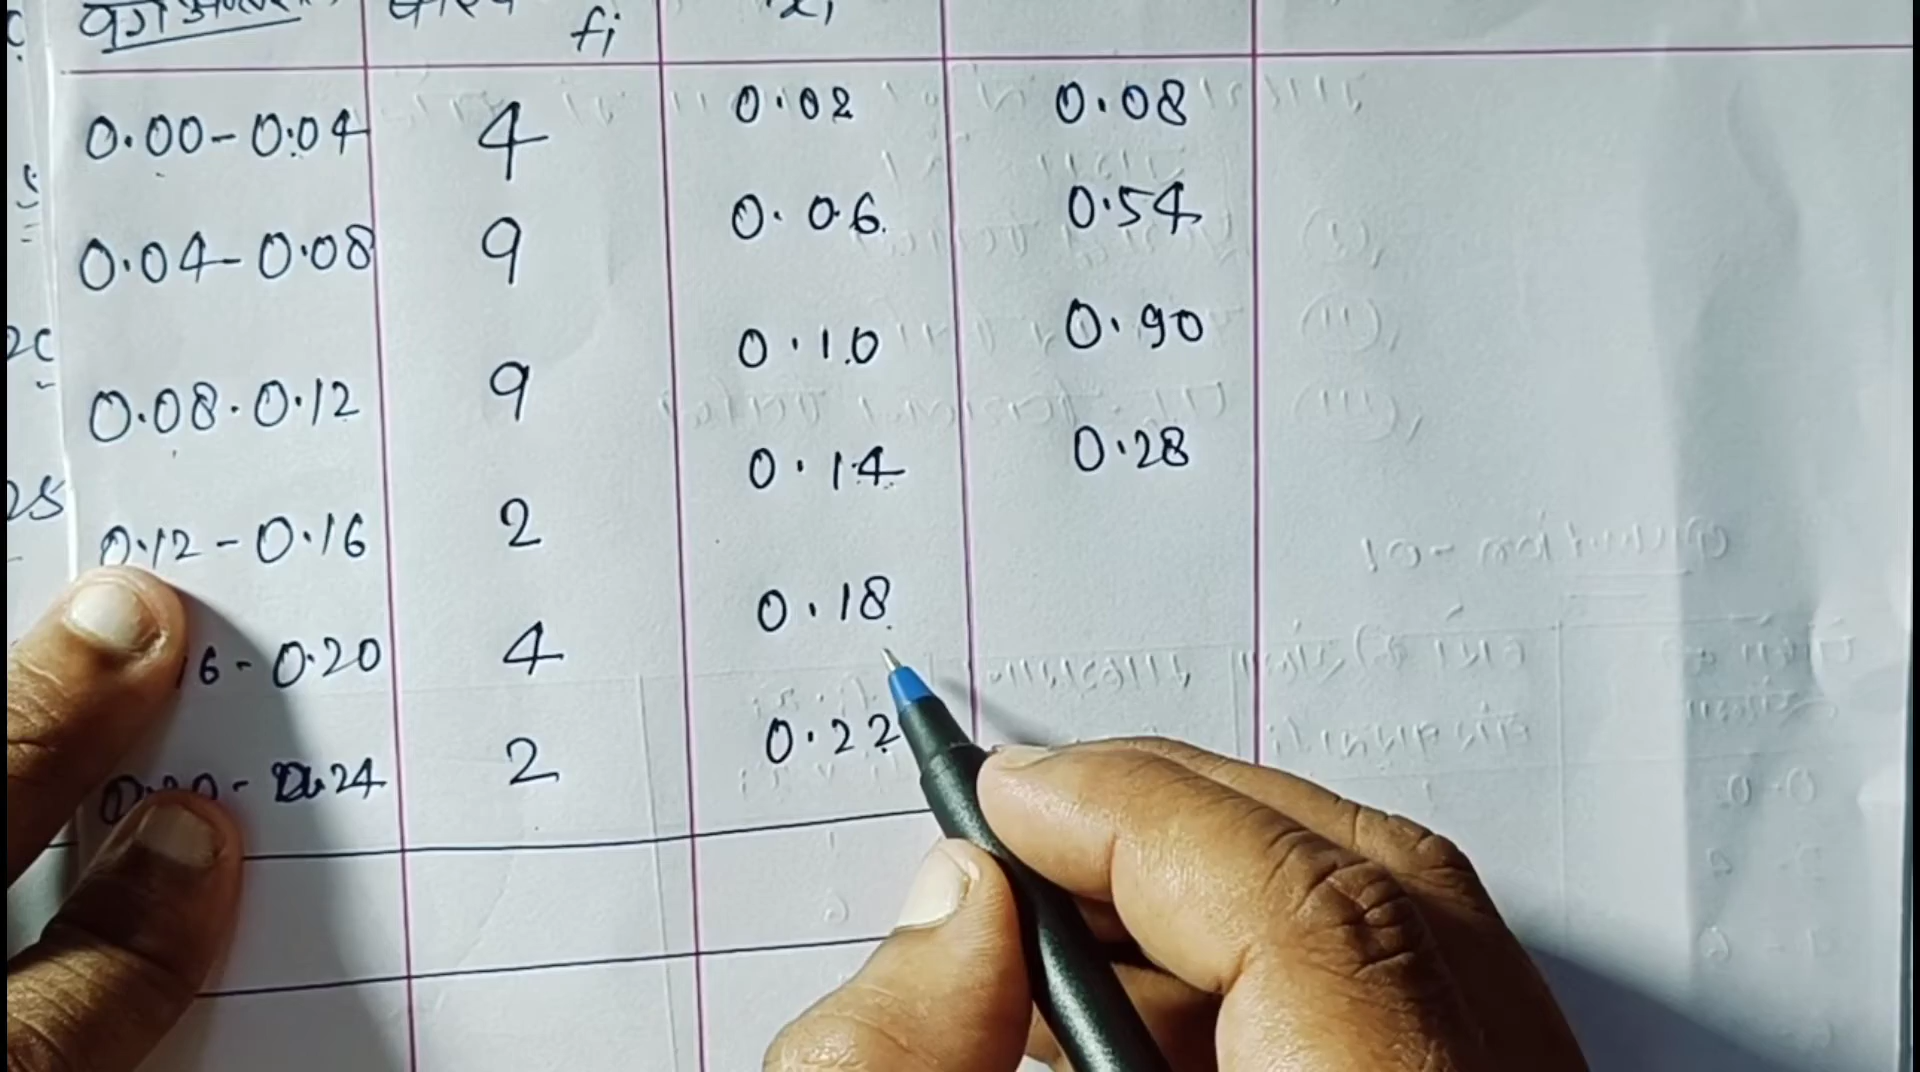 fi xi
0.00-0.04 4 0.02 0.08
0.04-0.08 9 0.06 0.54
0.08-0.12 9 0.10 0.90
0.12-0.16 2 0.14 0.28
6-0.20 4 0.18
0.24 2 0.22